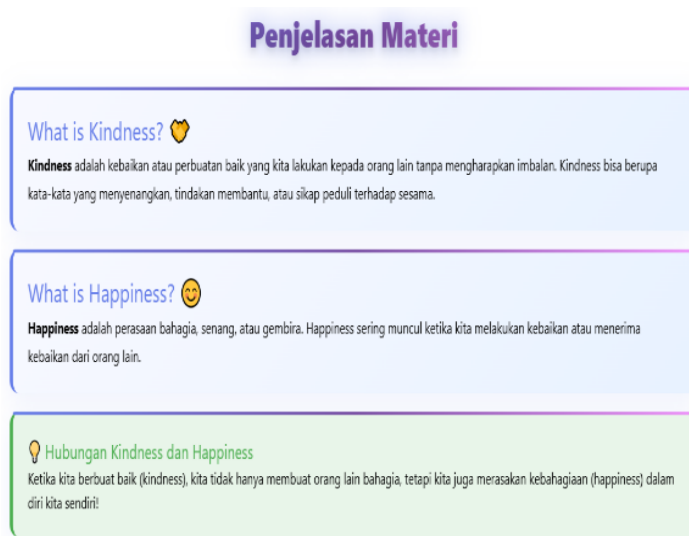 Penjelasan Materi
What is Kindness?
Kindness adalah kebaikan atau perbuatan baik yang kita lakukan kepada orang lain tanpa mengharapkan imbalan. Kindness bisa berupa
kata-kata yang menyenangkan, tindakan membantu, atau sikap peduli terhadap sesama.
What is Happiness? 😊
Happiness adalah perasaan bahagia, senang, atau gembira. Happiness sering muncul ketika kita melakukan kebaikan atau menerima
kebaikan dari orang lain.
💡 Hubungan Kindness dan Happiness
Ketika kita berbuat baik (kindness), kita tidak hanya membuat orang lain bahagia, tetapi kita juga merasakan kebahagiaan (happiness) dalam
diri kita sendiri!